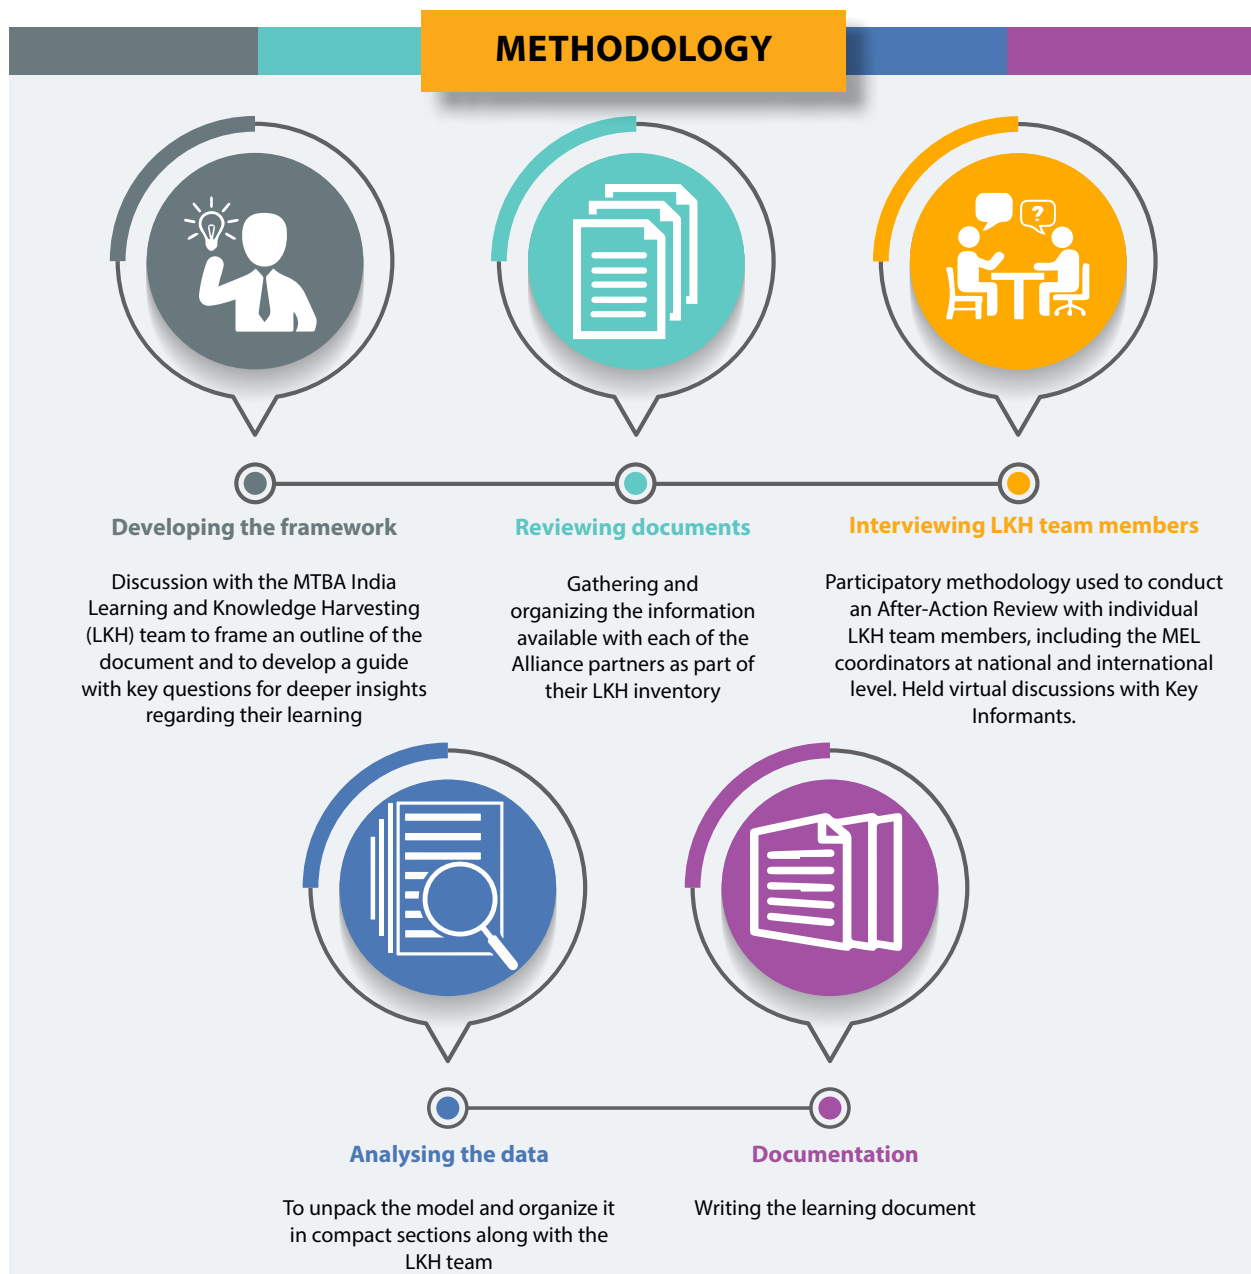 METHODOLOGY
?
Developing the framework
Discussion with the MTBA India
Learning and Knowledge Harvesting
(LKH) team to frame an outline of the
document and to develop a guide
with key questions for deeper insights
regarding their learning
Reviewing documents
Gathering and
organizing the information
available with each of the
Alliance partners as part of
their LKH inventory
Interviewing LKH team members
Participatory methodology used to conduct
an After-Action Review with individual
LKH team members, including the MEL
coordinators at national and international
level. Held virtual discussions with Key
Informants.
Analysing the data
To unpack the model and organize it
in compact sections along with the
LKH team
Documentation
Writing the learning document